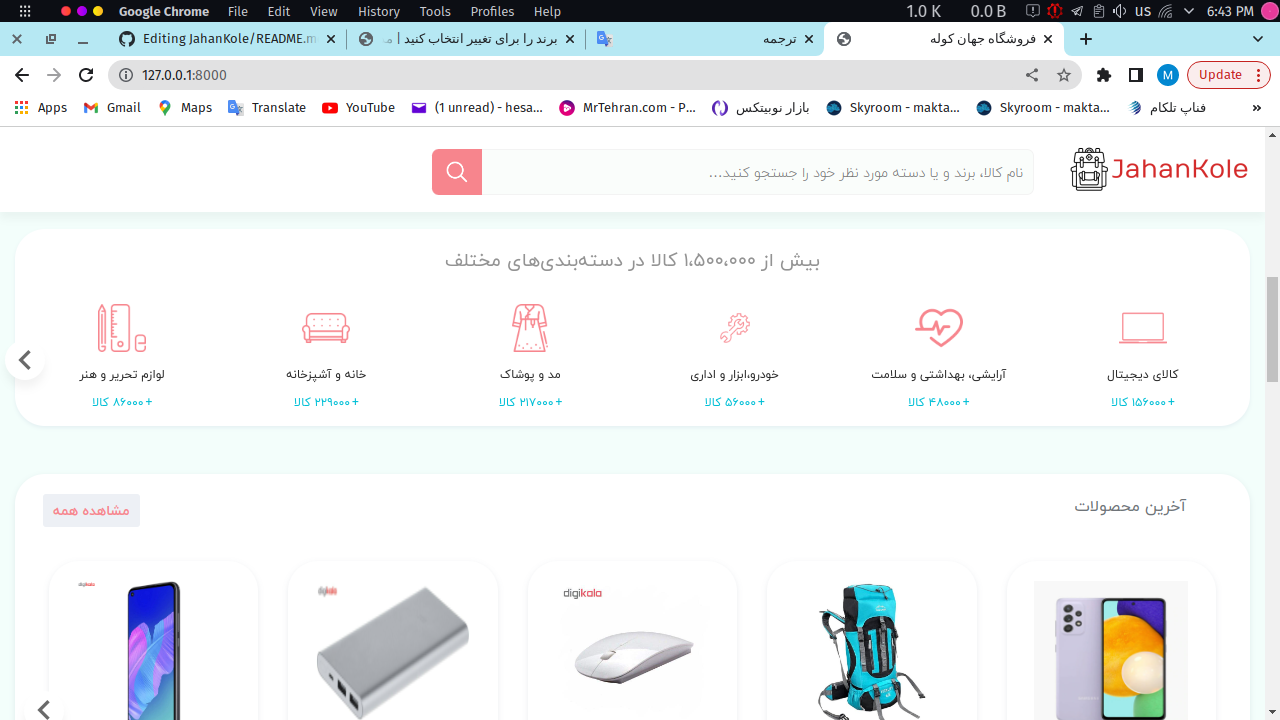 Google Chrome File Edit View History Tools Profiles Help 1.0 K 0.0 B us 6:43 PM
Editing JahanKole/README.m
برند را برای تغییر انتخاب کنید | ما
ترجمه
فروشگاه جهان کوله
127.0.0.1:8000 M Update
Apps Gmail Maps Translate YouTube (1 unread) - hesa... MrTehran.com - P... بازار نوبیتکس Skyroom - makta... Skyroom - makta... فناپ تلکام »
JahanKole
نام کالا، برند و یا دسته مورد نظر خود را جستجو کنید…
بیش از ۱،۵۰۰،۰۰۰ کالا در دسته‌بندی‌های مختلف
کالای دیجیتال
+۱۵۶۰۰۰ کالا
آرایشی، بهداشتی و سلامت
+۴۸۰۰۰ کالا
خودرو،ابزار و اداری
+۵۶۰۰۰ کالا
مد و پوشاک
+۲۱۷۰۰۰ کالا
خانه و آشپزخانه
+۲۲۹۰۰۰ کالا
لوازم تحریر و هنر
+۸۶۰۰۰ کالا
آخرین محصولات
مشاهده همه
digikala
digikala